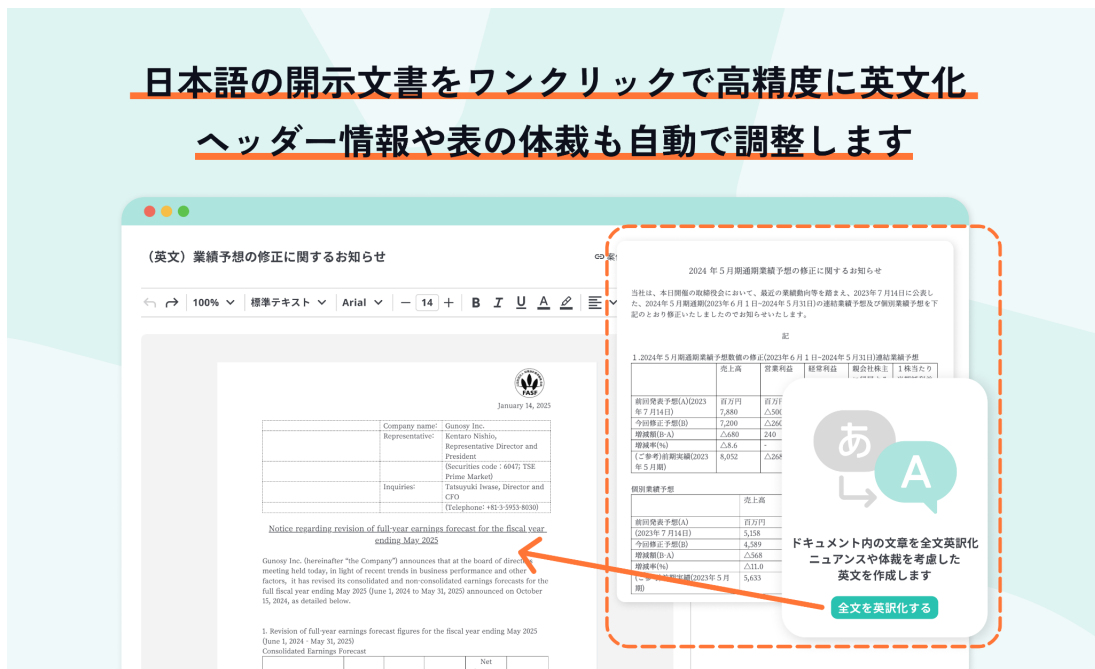 日本語の開示文書をワンクリックで高精度に英文化
ヘッダー情報や表の体裁も自動で調整します
（英文）業績予想の修正に関するお知らせ
100%
標準テキスト
Arial
14
B I U A
FASF
January 14, 2025
Company name: Gunosy Inc.
Representative: Kentaro Nishio,
Representative Director and
President
(Securities code : 6047; TSE
Prime Market)
Inquiries: Tatsuyuki Iwase, Director and
CFO
(Telephone: +81-3-5953-8030)
Notice regarding revision of full-year earnings forecast for the fiscal year
ending May 2025
Gunosy Inc. (hereinafter "the Company") announces that at the board of directors
meeting held today, in light of recent trends in business performance and other
factors, it has revised its consolidated and non-consolidated earnings forecasts for the
full fiscal year ending May 2025 (June 1, 2024 to May 31, 2025) announced on October
15, 2024, as detailed below.
1. Revision of full-year earnings forecast figures for the fiscal year ending May 2025
(June 1, 2024 - May 31, 2025)
Consolidated Earnings Forecast
Net
2024 年５月期通期業績予想の修正に関するお知らせ
当社は、本日開催の取締役会において、最近の業績動向等を踏まえ、2023年７月14日に公表し
た、2024年５月期通期(2023年６月１日~2024年５月31日)の連結業績予想及び個別業績予想を下
記のとおり修正いたしましたのでお知らせいたします。
記
１.2024年５月期通期業績予想数値の修正(2023年６月１日~2024年５月31日)連結業績予想
売上高 営業利益 経常利益 親会社株主 １株当たり
前回発表予想(A)(2023 百万円
年７月14日) 7,880
今回修正予想(B) 7,200
増減額(B-A) △680 240
増減率(%) △8.6 -
(ご参考)前期実績(2023 8,052
年５月期)
個別業績予想
売上高
前回発表予想(A) 百万円
(2023年７月14日) 5,158
今回修正予想(B) 4,589
増減額(B-A) △568
増減率(%) △11.0
実績(2023年５月 5,633
期)
あ
A
ドキュメント内の文章を全文英訳化
ニュアンスや体裁を考慮した
英文を作成します
全文を英訳化する